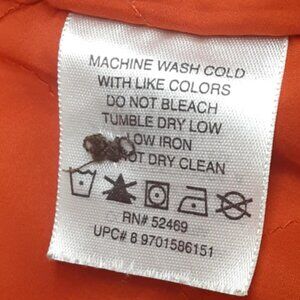 MACHINE WASH COLD
WITH LIKE COLORS
DO NOT BLEACH
TUMBLE DRY LOW
LOW IRON
DRY CLEAN
RN# 52469
UPC# 8 9701586151